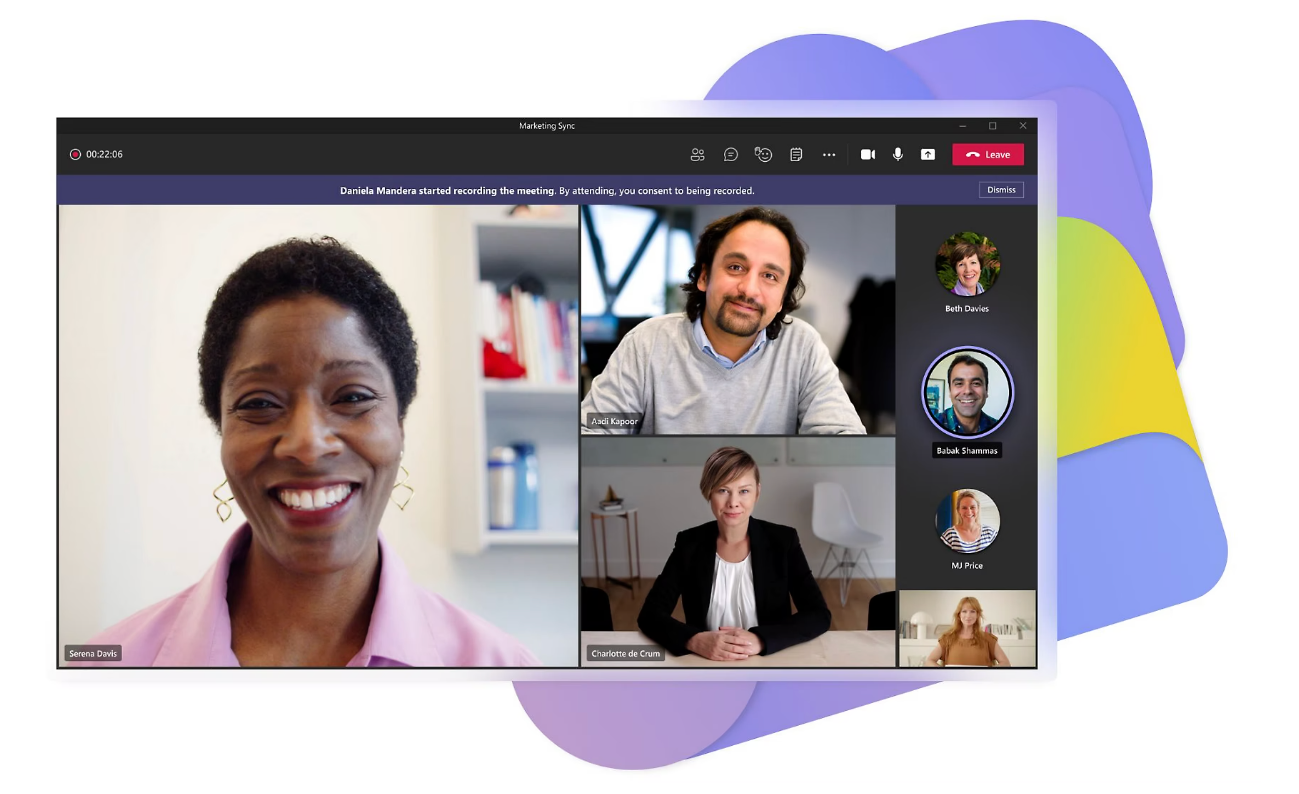 Marketing Sync
00:22:06
Leave
Daniela Mandera started recording the meeting. By attending, you consent to being recorded.
Dismiss
Beth Davies
Aadi Kapoor
Babak Shammas
MJ Price
Serena Davis
Charlotte de Crum